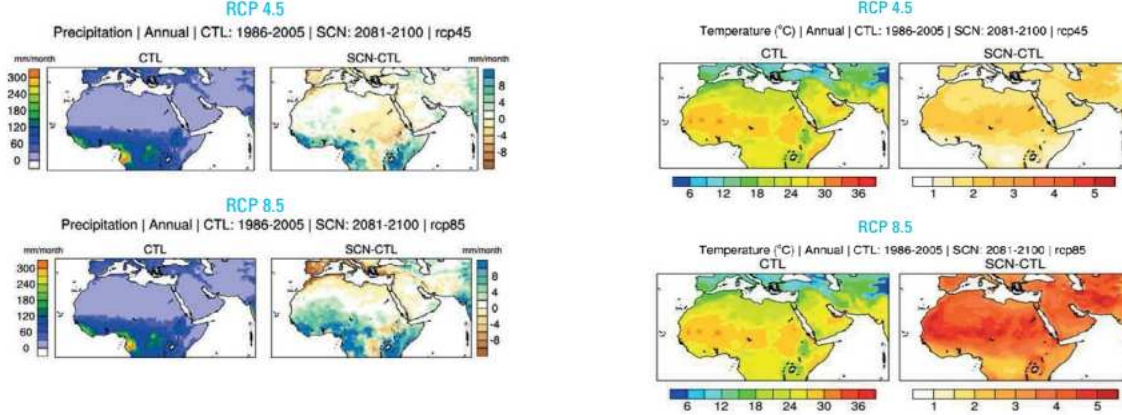 RCP 4.5
Precipitation | Annual | CTL: 1986-2005 | SCN: 2081-2100 | rcp45
mm/month CTL SCN-CTL mm/month
300
240
180
120
60
0
8
4
0
-4
-8
RCP 8.5
Precipitation | Annual | CTL: 1986-2005 | SCN: 2081-2100 | rcp85
mm/month CTL SCN-CTL mm/month
300
240
180
120
60
0
8
4
0
-4
-8
RCP 4.5
Temperature (°C) | Annual | CTL: 1986-2005 | SCN: 2081-2100 | rcp45
CTL SCN-CTL
6 12 18 24 30 36 1 2 3 4 5
RCP 8.5
Temperature (°C) | Annual | CTL: 1986-2005 | SCN: 2081-2100 | rcp85
CTL SCN-CTL
6 12 18 24 30 36 1 2 3 4 5